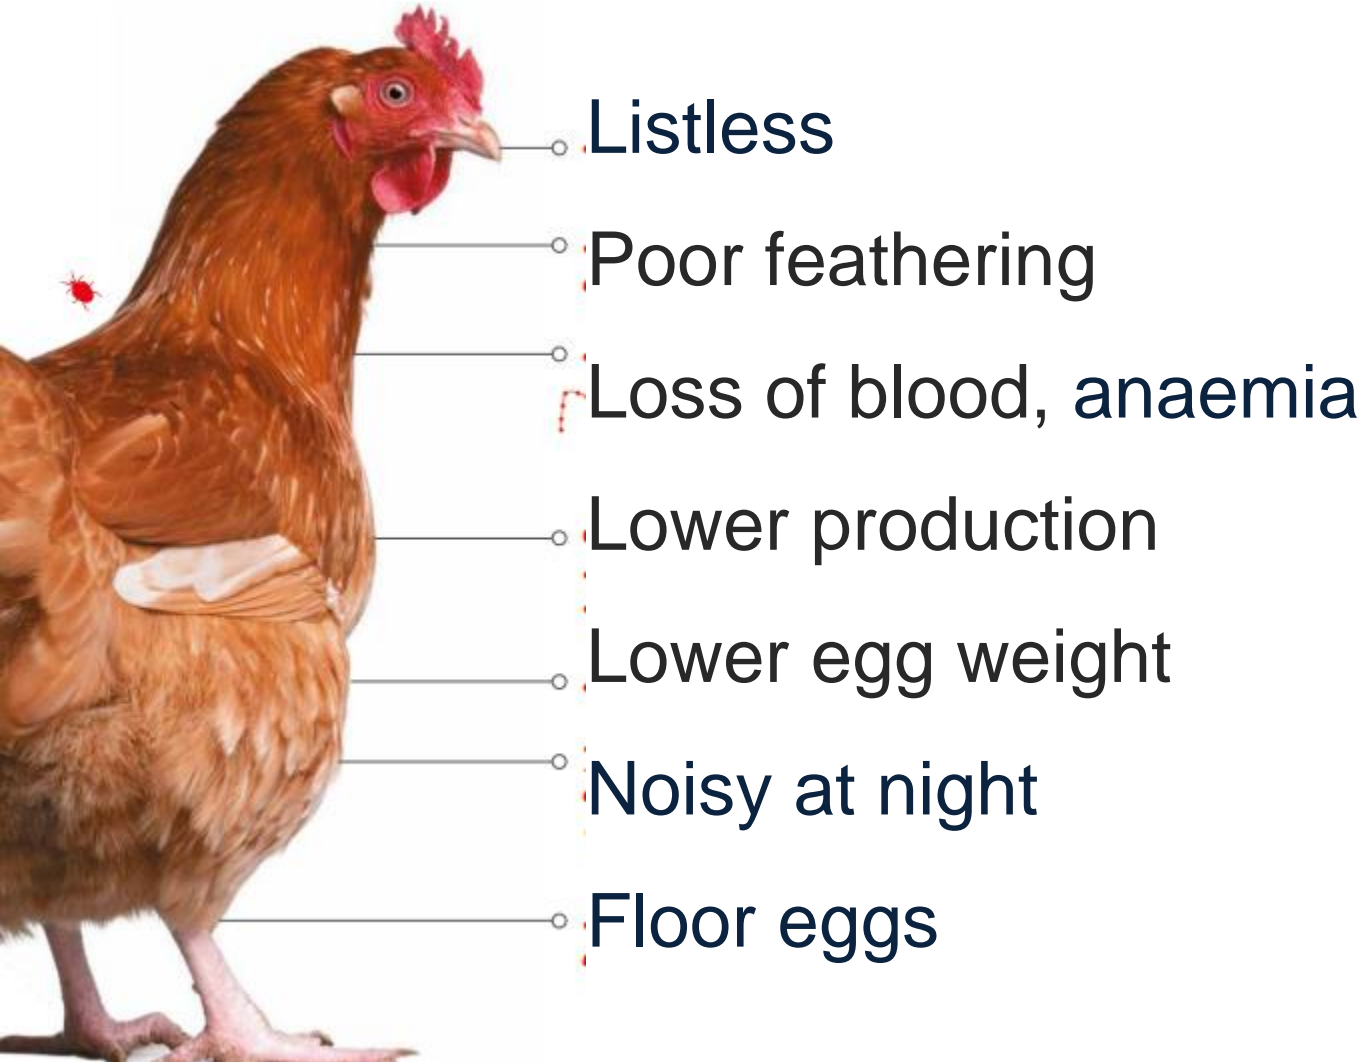 Listless
Poor feathering
Loss of blood, anaemia
Lower production
Lower egg weight
Noisy at night
Floor eggs